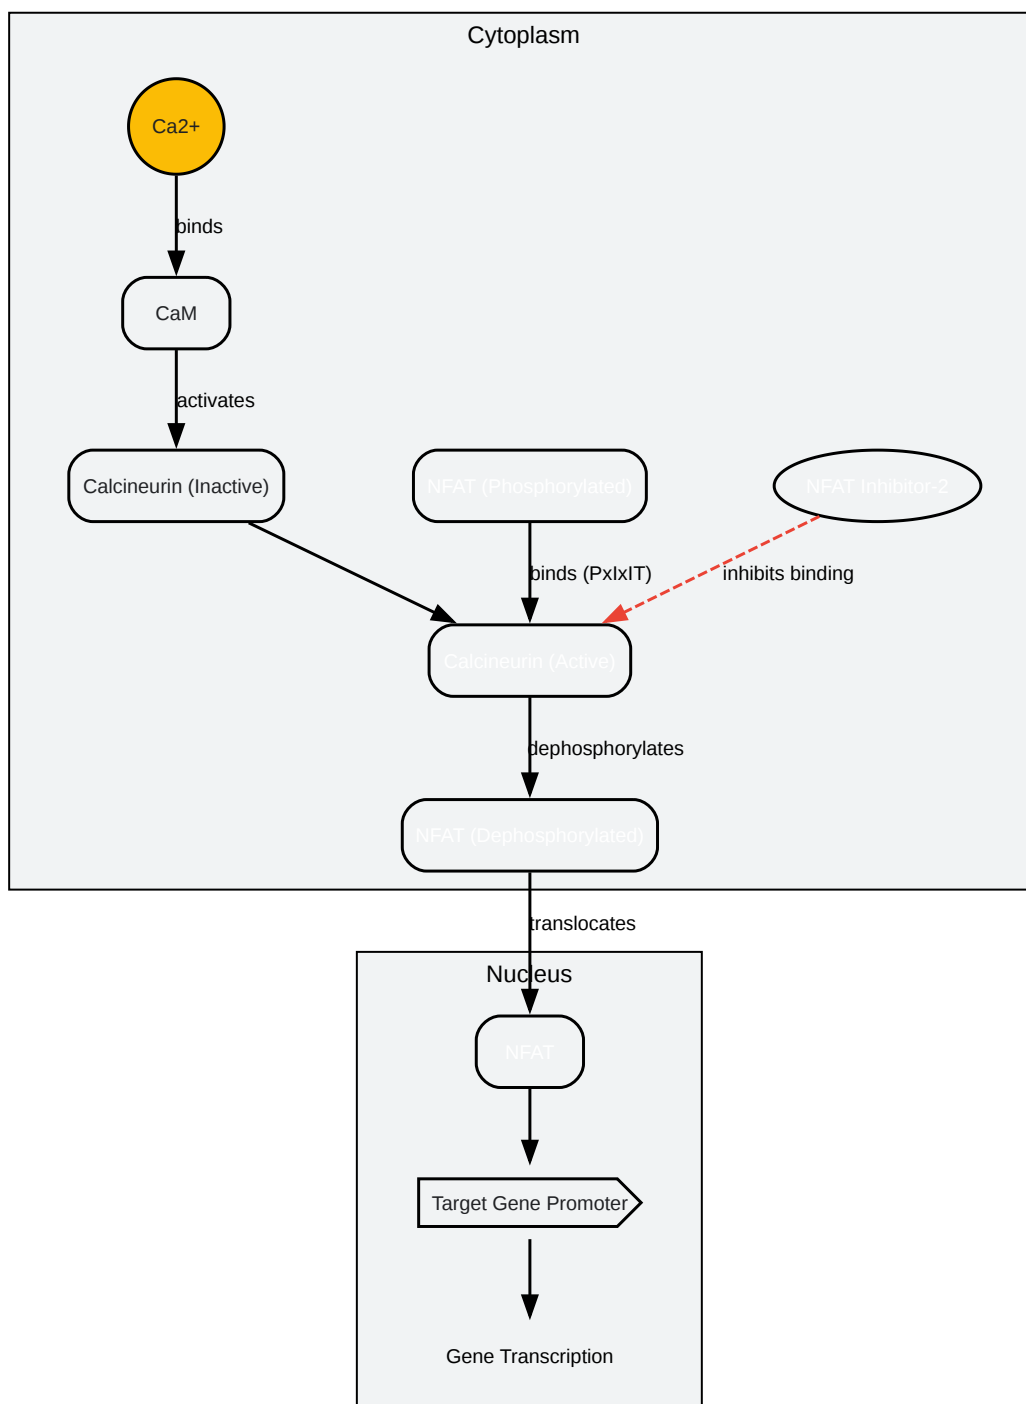 Cytoplasm
Ca2+
binds
CaM
activates
Calcineurin (Inactive)
NFAT (Phosphorylated)
NFAT Inhibitor-2
binds (PxIxIT)
inhibits binding
Calcineurin (Active)
dephosphorylates
NFAT (Dephosphorylated)
translocates
Nucleus
NFAT
Target Gene Promoter
Gene Transcription